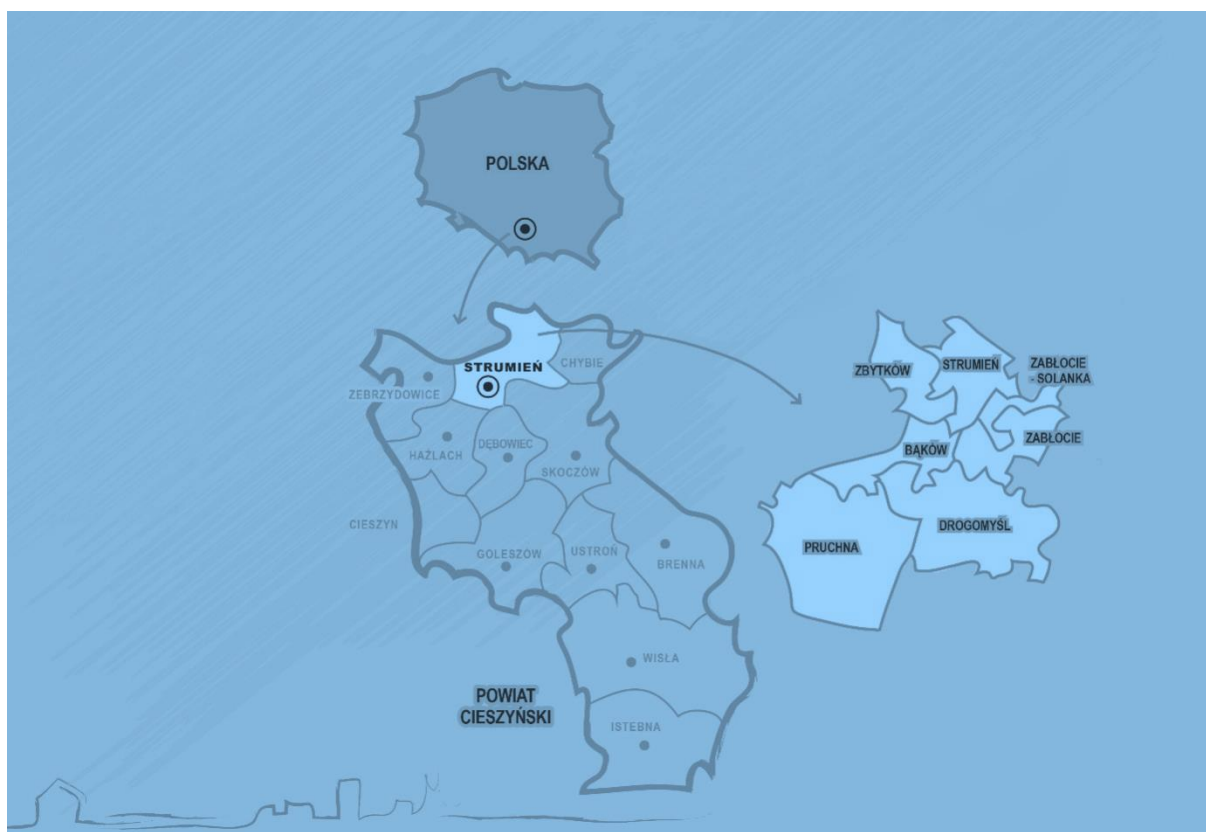 POLSKA
STRUMIEŃ
CHYBIE
ZEBRZYDOWICE
HAŻLACH
DĘBOWIEC
SKOCZÓW
CIESZYN
GOLESZÓW
USTROŃ
BRENNA
WISŁA
ISTEBNA
POWIAT
CIESZYŃSKI
ZBYTKÓW
STRUMIEŃ
ZABŁOCIE
- SOLANKA
BĄKÓW
ZABŁOCIE
PRUCHNA
DROGOMYŚL